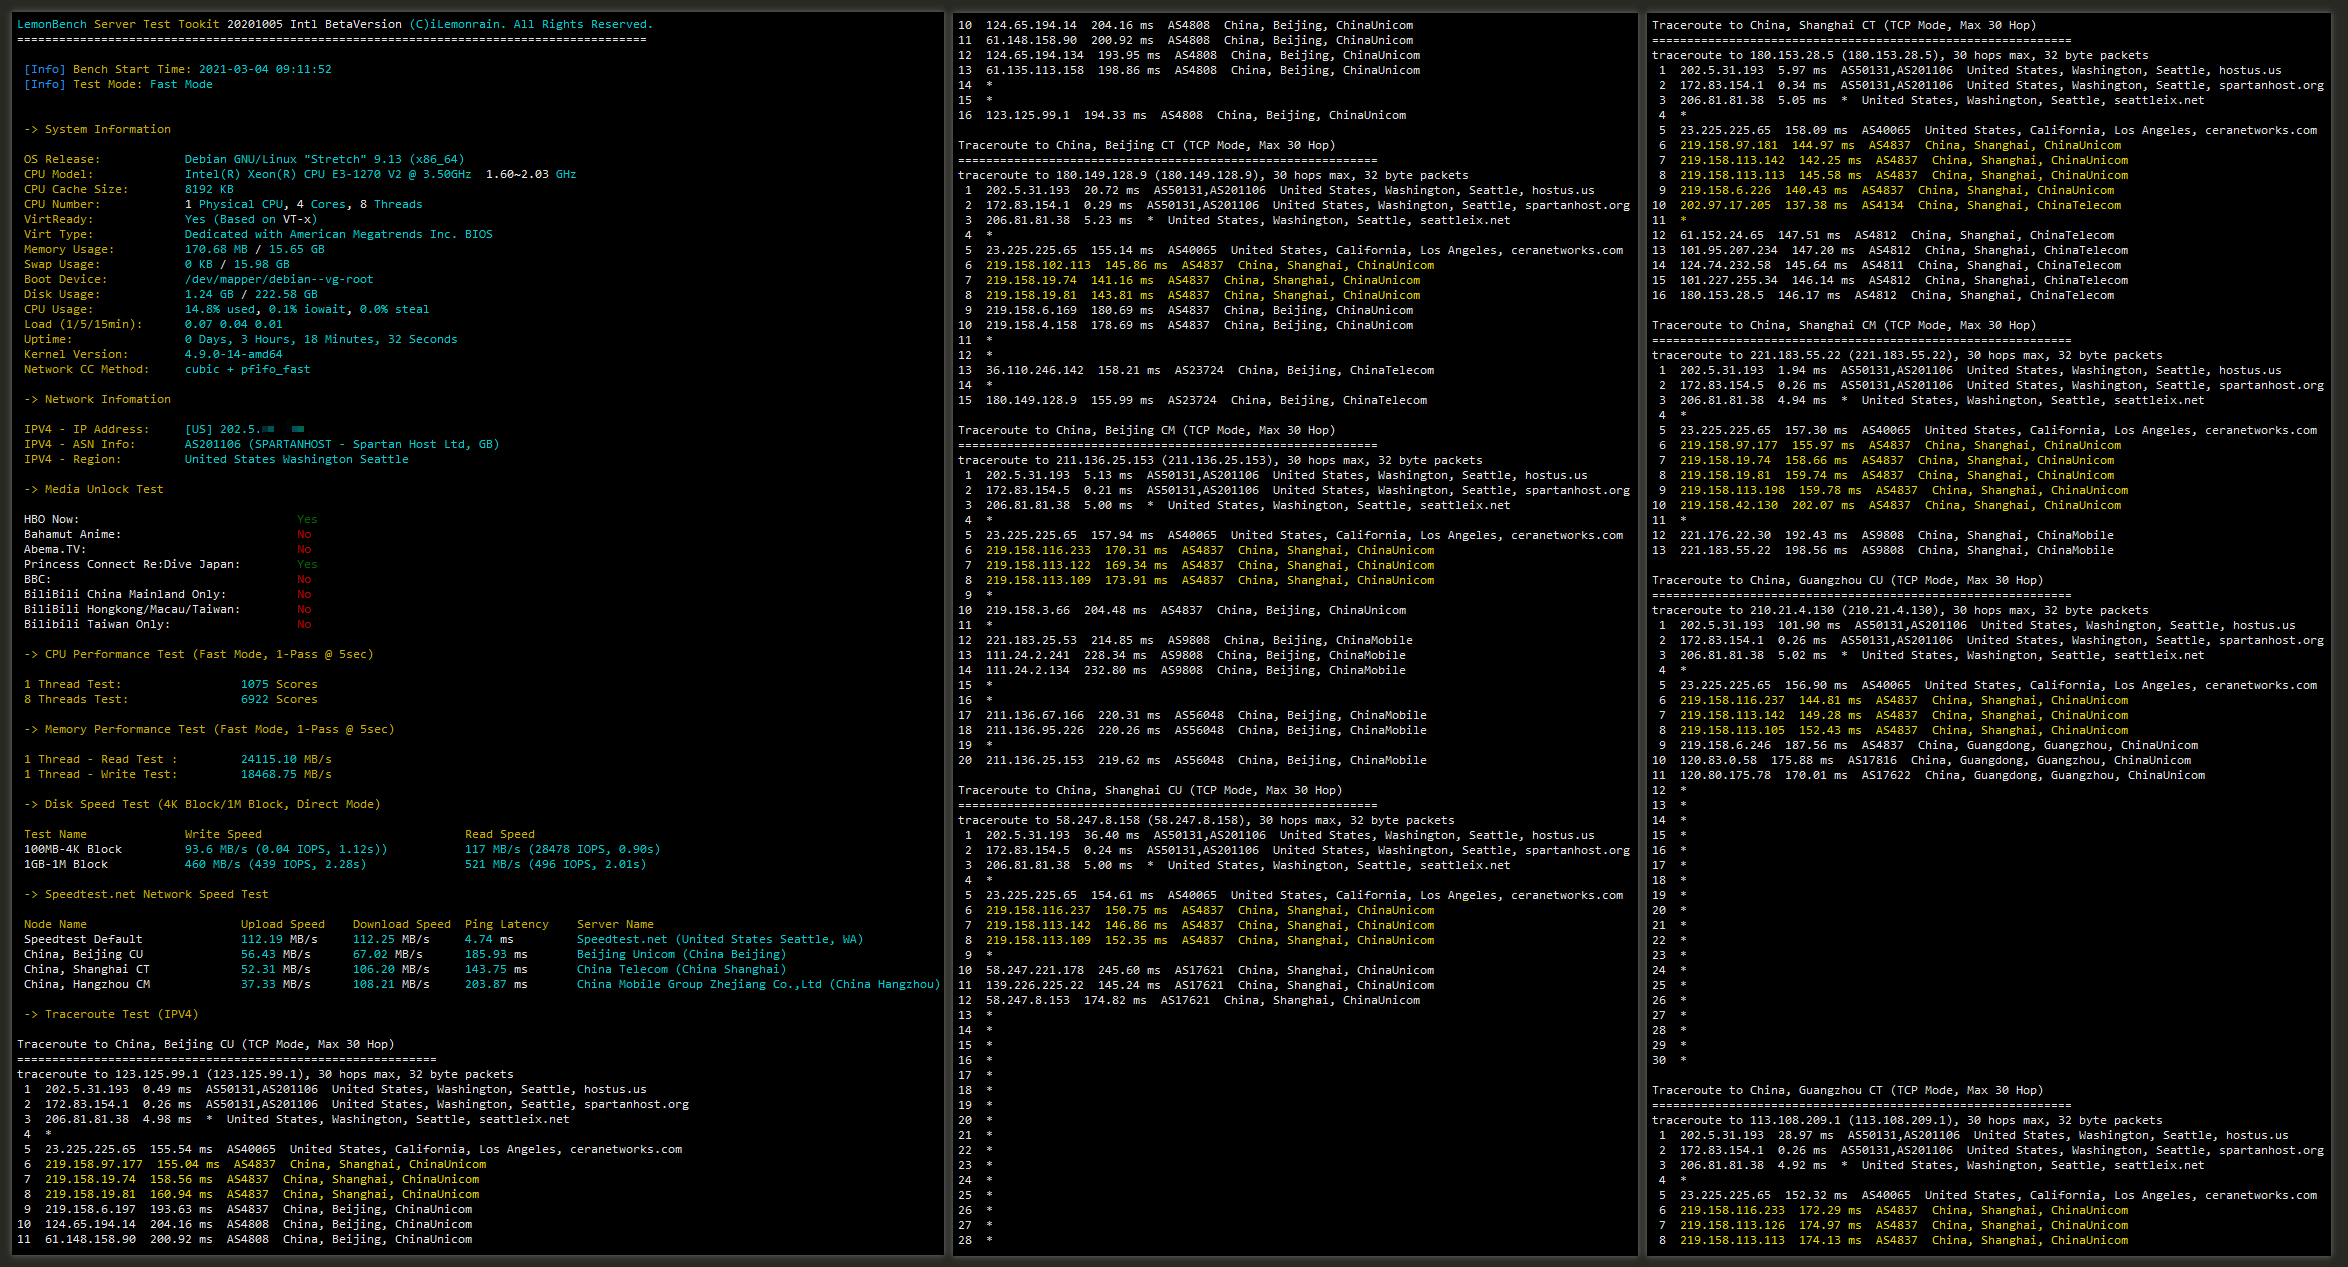 LemonBench Server Test Tookit 20201005 Intl BetaVersion (C)iLemonrain. All Rights Reserved.
==========================================================================================
[Info] Bench Start Time: 2021-03-04 09:11:52
[Info] Test Mode: Fast Mode
-> System Information
OS Release: Debian GNU/Linux "Stretch" 9.13 (x86_64)
CPU Model: Intel(R) Xeon(R) CPU E3-1270 V2 @ 3.50GHz 1.60~2.03 GHz
CPU Cache Size: 8192 KB
CPU Number: 1 Physical CPU, 4 Cores, 8 Threads
VirtReady: Yes (Based on VT-x)
Virt Type: Dedicated with American Megatrends Inc. BIOS
Memory Usage: 170.68 MB / 15.65 GB
Swap Usage: 0 KB / 15.98 GB
Boot Device: /dev/mapper/debian--vg-root
Disk Usage: 1.24 GB / 222.58 GB
CPU Usage: 14.8% used, 0.1% iowait, 0.0% steal
Load (1/5/15min): 0.07 0.04 0.01
Uptime: 0 Days, 3 Hours, 18 Minutes, 32 Seconds
Kernel Version: 4.9.0-14-amd64
Network CC Method: cubic + pfifo_fast
-> Network Infomation
IPV4 - IP Address: [US] 202.5.
IPV4 - ASN Info: AS201106 (SPARTANHOST - Spartan Host Ltd, GB)
IPV4 - Region: United States Washington Seattle
-> Media Unlock Test
HBO Now: Yes
Bahamut Anime: No
Abema.TV: No
Princess Connect Re:Dive Japan: Yes
BBC: No
BiliBili China Mainland Only: No
BiliBili Hongkong/Macau/Taiwan: No
Bilibili Taiwan Only: No
-> CPU Performance Test (Fast Mode, 1-Pass @ 5sec)
1 Thread Test: 1075 Scores
8 Threads Test: 6922 Scores
-> Memory Performance Test (Fast Mode, 1-Pass @ 5sec)
1 Thread - Read Test : 24115.10 MB/s
1 Thread - Write Test: 18468.75 MB/s
-> Disk Speed Test (4K Block/1M Block, Direct Mode)
Test Name Write Speed Read Speed
100MB-4K Block 93.6 MB/s (0.04 IOPS, 1.12s)) 117 MB/s (28478 IOPS, 0.90s)
1GB-1M Block 460 MB/s (439 IOPS, 2.28s) 521 MB/s (496 IOPS, 2.01s)
-> Speedtest.net Network Speed Test
Node Name Upload Speed Download Speed Ping Latency Server Name
Speedtest Default 112.19 MB/s 112.25 MB/s 4.74 ms Speedtest.net (United States Seattle, WA)
China, Beijing CU 56.43 MB/s 67.02 MB/s 185.93 ms Beijing Unicom (China Beijing)
China, Shanghai CT 52.31 MB/s 106.20 MB/s 143.75 ms China Telecom (China Shanghai)
China, Hangzhou CM 37.33 MB/s 108.21 MB/s 203.87 ms China Mobile Group Zhejiang Co.,Ltd (China Hangzhou)
-> Traceroute Test (IPV4)
Traceroute to China, Beijing CU (TCP Mode, Max 30 Hop)
============================================================
traceroute to 123.125.99.1 (123.125.99.1), 30 hops max, 32 byte packets
1 202.5.31.193 0.49 ms AS50131,AS201106 United States, Washington, Seattle, hostus.us
2 172.83.154.1 0.26 ms AS50131,AS201106 United States, Washington, Seattle, spartanhost.org
3 206.81.81.38 4.98 ms * United States, Washington, Seattle, seattleix.net
4 *
5 23.225.225.65 155.54 ms AS40065 United States, California, Los Angeles, ceranetworks.com
6 219.158.97.177 155.04 ms AS4837 China, Shanghai, ChinaUnicom
7 219.158.19.74 158.56 ms AS4837 China, Shanghai, ChinaUnicom
8 219.158.19.81 160.94 ms AS4837 China, Shanghai, ChinaUnicom
9 219.158.6.197 193.63 ms AS4837 China, Beijing, ChinaUnicom
10 124.65.194.14 204.16 ms AS4808 China, Beijing, ChinaUnicom
11 61.148.158.90 200.92 ms AS4808 China, Beijing, ChinaUnicom
10 124.65.194.14 204.16 ms AS4808 China, Beijing, ChinaUnicom
11 61.148.158.90 200.92 ms AS4808 China, Beijing, ChinaUnicom
12 124.65.194.134 193.95 ms AS4808 China, Beijing, ChinaUnicom
13 61.135.113.158 198.86 ms AS4808 China, Beijing, ChinaUnicom
14 *
15 *
16 123.125.99.1 194.33 ms AS4808 China, Beijing, ChinaUnicom
Traceroute to China, Beijing CT (TCP Mode, Max 30 Hop)
============================================================
traceroute to 180.149.128.9 (180.149.128.9), 30 hops max, 32 byte packets
1 202.5.31.193 20.72 ms AS50131,AS201106 United States, Washington, Seattle, hostus.us
2 172.83.154.1 0.29 ms AS50131,AS201106 United States, Washington, Seattle, spartanhost.org
3 206.81.81.38 5.23 ms * United States, Washington, Seattle, seattleix.net
4 *
5 23.225.225.65 155.14 ms AS40065 United States, California, Los Angeles, ceranetworks.com
6 219.158.102.113 145.86 ms AS4837 China, Shanghai, ChinaUnicom
7 219.158.19.74 141.16 ms AS4837 China, Shanghai, ChinaUnicom
8 219.158.19.81 143.81 ms AS4837 China, Shanghai, ChinaUnicom
9 219.158.6.169 180.69 ms AS4837 China, Beijing, ChinaUnicom
10 219.158.4.158 178.69 ms AS4837 China, Beijing, ChinaUnicom
11 *
12 *
13 36.110.246.142 158.21 ms AS23724 China, Beijing, ChinaTelecom
14 *
15 180.149.128.9 155.99 ms AS23724 China, Beijing, ChinaTelecom
Traceroute to China, Beijing CM (TCP Mode, Max 30 Hop)
============================================================
traceroute to 211.136.25.153 (211.136.25.153), 30 hops max, 32 byte packets
1 202.5.31.193 5.13 ms AS50131,AS201106 United States, Washington, Seattle, hostus.us
2 172.83.154.5 0.21 ms AS50131,AS201106 United States, Washington, Seattle, spartanhost.org
3 206.81.81.38 5.00 ms * United States, Washington, Seattle, seattleix.net
4 *
5 23.225.225.65 157.94 ms AS40065 United States, California, Los Angeles, ceranetworks.com
6 219.158.116.233 170.31 ms AS4837 China, Shanghai, ChinaUnicom
7 219.158.113.122 169.34 ms AS4837 China, Shanghai, ChinaUnicom
8 219.158.113.109 173.91 ms AS4837 China, Shanghai, ChinaUnicom
9 *
10 219.158.3.66 204.48 ms AS4837 China, Beijing, ChinaUnicom
11 *
12 221.183.25.53 214.85 ms AS9808 China, Beijing, ChinaMobile
13 111.24.2.241 228.34 ms AS9808 China, Beijing, ChinaMobile
14 111.24.2.134 232.80 ms AS9808 China, Beijing, ChinaMobile
15 *
16 *
17 211.136.67.166 220.31 ms AS56048 China, Beijing, ChinaMobile
18 211.136.95.226 220.26 ms AS56048 China, Beijing, ChinaMobile
19 *
20 211.136.25.153 219.62 ms AS56048 China, Beijing, ChinaMobile
Traceroute to China, Shanghai CU (TCP Mode, Max 30 Hop)
============================================================
traceroute to 58.247.8.158 (58.247.8.158), 30 hops max, 32 byte packets
1 202.5.31.193 36.40 ms AS50131,AS201106 United States, Washington, Seattle, hostus.us
2 172.83.154.5 0.24 ms AS50131,AS201106 United States, Washington, Seattle, spartanhost.org
3 206.81.81.38 5.00 ms * United States, Washington, Seattle, seattleix.net
4 *
5 23.225.225.65 154.61 ms AS40065 United States, California, Los Angeles, ceranetworks.com
6 219.158.116.237 150.75 ms AS4837 China, Shanghai, ChinaUnicom
7 219.158.113.142 146.86 ms AS4837 China, Shanghai, ChinaUnicom
8 219.158.113.109 152.35 ms AS4837 China, Shanghai, ChinaUnicom
9 *
10 58.247.221.178 245.60 ms AS17621 China, Shanghai, ChinaUnicom
11 139.226.225.22 145.24 ms AS17621 China, Shanghai, ChinaUnicom
12 58.247.8.153 174.82 ms AS17621 China, Shanghai, ChinaUnicom
13 *
14 *
15 *
16 *
17 *
18 *
19 *
20 *
21 *
22 *
23 *
24 *
25 *
26 *
27 *
28 *
Traceroute to China, Shanghai CT (TCP Mode, Max 30 Hop)
============================================================
traceroute to 180.153.28.5 (180.153.28.5), 30 hops max, 32 byte packets
1 202.5.31.193 5.97 ms AS50131,AS201106 United States, Washington, Seattle, hostus.us
2 172.83.154.1 0.34 ms AS50131,AS201106 United States, Washington, Seattle, spartanhost.org
3 206.81.81.38 5.05 ms * United States, Washington, Seattle, seattleix.net
4 *
5 23.225.225.65 158.09 ms AS40065 United States, California, Los Angeles, ceranetworks.com
6 219.158.97.181 144.97 ms AS4837 China, Shanghai, ChinaUnicom
7 219.158.113.142 142.25 ms AS4837 China, Shanghai, ChinaUnicom
8 219.158.113.113 145.58 ms AS4837 China, Shanghai, ChinaUnicom
9 219.158.6.226 140.43 ms AS4837 China, Shanghai, ChinaUnicom
10 202.97.17.205 137.38 ms AS4134 China, Shanghai, ChinaTelecom
11 *
12 61.152.24.65 147.51 ms AS4812 China, Shanghai, ChinaTelecom
13 101.95.207.234 147.20 ms AS4812 China, Shanghai, ChinaTelecom
14 124.74.232.58 145.64 ms AS4811 China, Shanghai, ChinaTelecom
15 101.227.255.34 146.14 ms AS4812 China, Shanghai, ChinaTelecom
16 180.153.28.5 146.17 ms AS4812 China, Shanghai, ChinaTelecom
Traceroute to China, Shanghai CM (TCP Mode, Max 30 Hop)
============================================================
traceroute to 221.183.55.22 (221.183.55.22), 30 hops max, 32 byte packets
1 202.5.31.193 1.94 ms AS50131,AS201106 United States, Washington, Seattle, hostus.us
2 172.83.154.5 0.26 ms AS50131,AS201106 United States, Washington, Seattle, spartanhost.org
3 206.81.81.38 4.94 ms * United States, Washington, Seattle, seattleix.net
4 *
5 23.225.225.65 157.30 ms AS40065 United States, California, Los Angeles, ceranetworks.com
6 219.158.97.177 155.97 ms AS4837 China, Shanghai, ChinaUnicom
7 219.158.19.74 158.66 ms AS4837 China, Shanghai, ChinaUnicom
8 219.158.19.81 159.74 ms AS4837 China, Shanghai, ChinaUnicom
9 219.158.113.198 159.78 ms AS4837 China, Shanghai, ChinaUnicom
10 219.158.42.130 202.07 ms AS4837 China, Shanghai, ChinaUnicom
11 *
12 221.176.22.30 192.43 ms AS9808 China, Shanghai, ChinaMobile
13 221.183.55.22 198.56 ms AS9808 China, Shanghai, ChinaMobile
Traceroute to China, Guangzhou CU (TCP Mode, Max 30 Hop)
============================================================
traceroute to 210.21.4.130 (210.21.4.130), 30 hops max, 32 byte packets
1 202.5.31.193 101.90 ms AS50131,AS201106 United States, Washington, Seattle, hostus.us
2 172.83.154.1 0.26 ms AS50131,AS201106 United States, Washington, Seattle, spartanhost.org
3 206.81.81.38 5.02 ms * United States, Washington, Seattle, seattleix.net
4 *
5 23.225.225.65 156.90 ms AS40065 United States, California, Los Angeles, ceranetworks.com
6 219.158.116.237 144.81 ms AS4837 China, Shanghai, ChinaUnicom
7 219.158.113.142 149.28 ms AS4837 China, Shanghai, ChinaUnicom
8 219.158.113.105 152.43 ms AS4837 China, Shanghai, ChinaUnicom
9 219.158.6.246 187.56 ms AS4837 China, Guangdong, Guangzhou, ChinaUnicom
10 120.83.0.58 175.88 ms AS17816 China, Guangdong, Guangzhou, ChinaUnicom
11 120.80.175.78 170.01 ms AS17622 China, Guangdong, Guangzhou, ChinaUnicom
12 *
13 *
14 *
15 *
16 *
17 *
18 *
19 *
20 *
21 *
22 *
23 *
24 *
25 *
26 *
27 *
28 *
29 *
30 *
Traceroute to China, Guangzhou CT (TCP Mode, Max 30 Hop)
============================================================
traceroute to 113.108.209.1 (113.108.209.1), 30 hops max, 32 byte packets
1 202.5.31.193 28.97 ms AS50131,AS201106 United States, Washington, Seattle, hostus.us
2 172.83.154.1 0.26 ms AS50131,AS201106 United States, Washington, Seattle, spartanhost.org
3 206.81.81.38 4.92 ms * United States, Washington, Seattle, seattleix.net
4 *
5 23.225.225.65 152.32 ms AS40065 United States, California, Los Angeles, ceranetworks.com
6 219.158.116.233 172.29 ms AS4837 China, Shanghai, ChinaUnicom
7 219.158.113.126 174.97 ms AS4837 China, Shanghai, ChinaUnicom
8 219.158.113.113 174.13 ms AS4837 China, Shanghai, ChinaUnicom